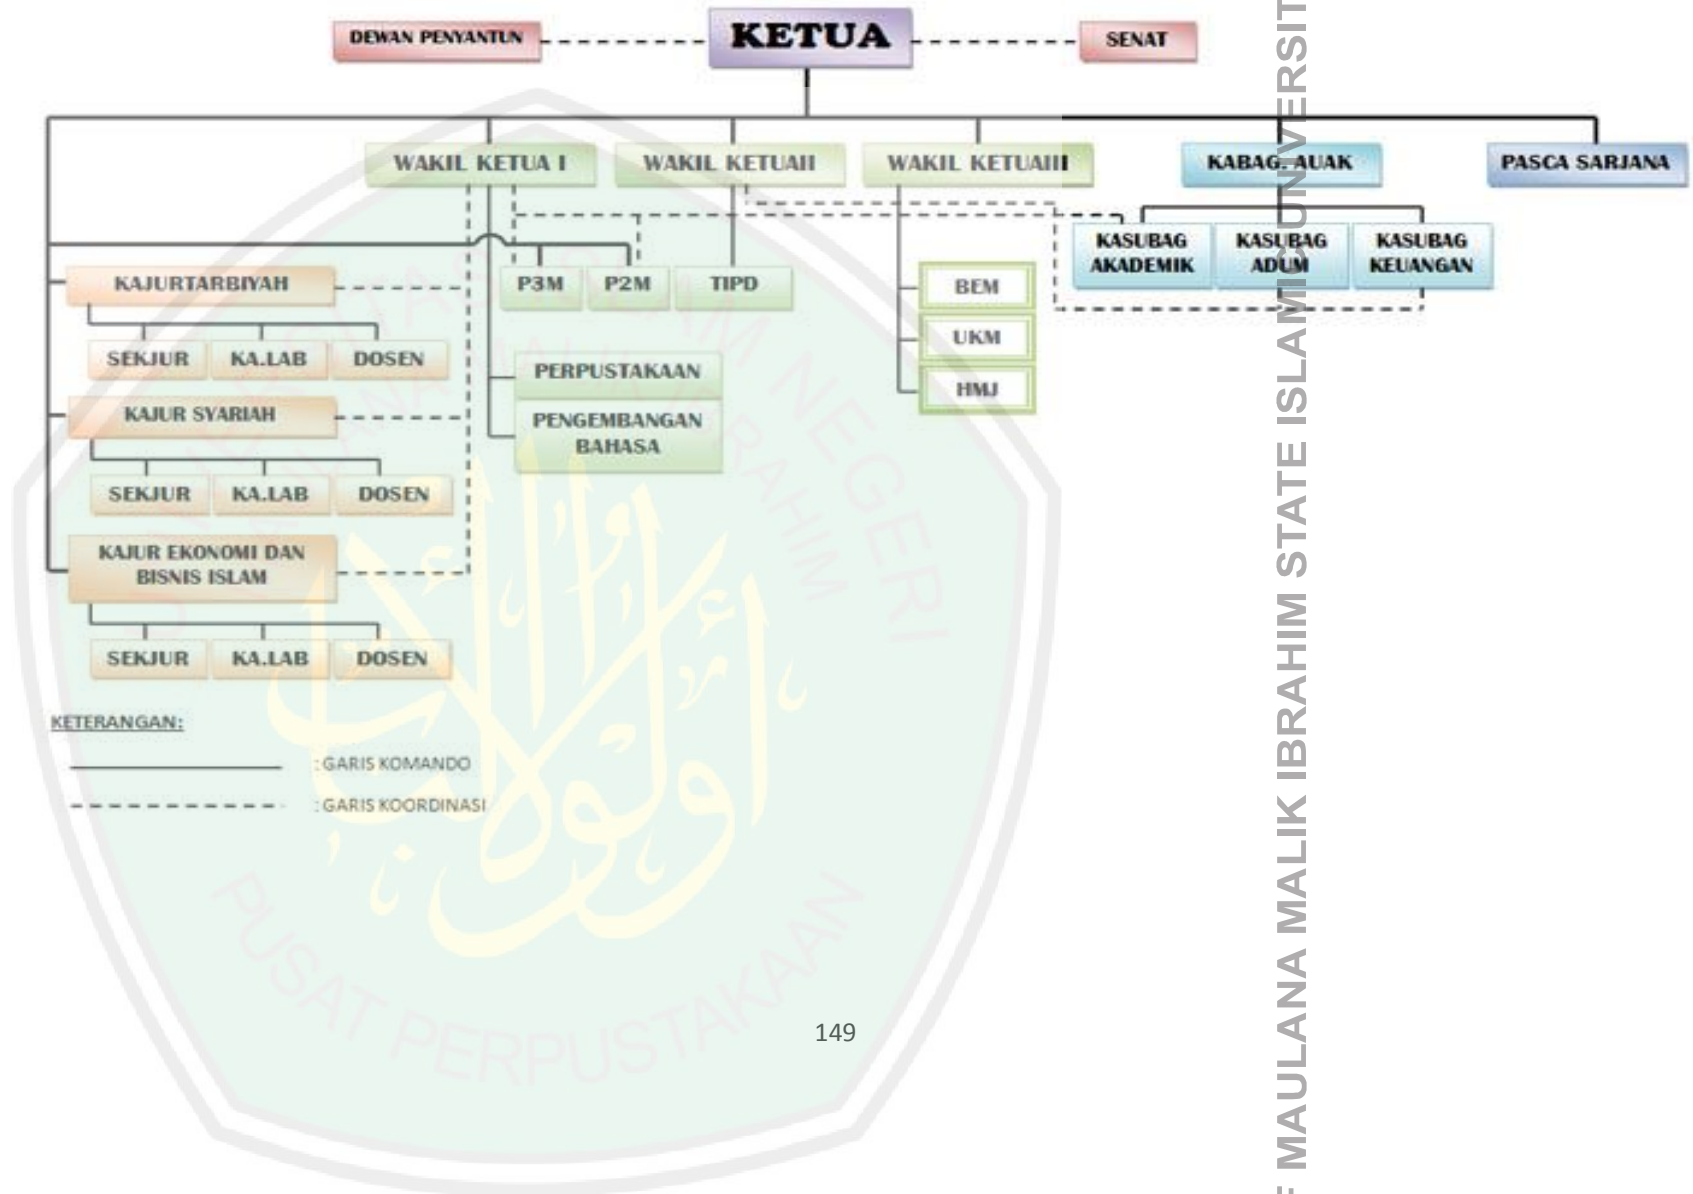 DEWAN PENYANTUN
KETUA
SENAT
WAKIL KETUA I
WAKIL KETUAII
WAKIL KETUAIII
KABAG. AUAK
PASCA SARJANA
KASUBAG
AKADEMIK
KASUBAG
ADUM
KASUBAG
KEUANGAN
P3M
P2M
TIPD
BEM
UKM
HMJ
PERPUSTAKAAN
PENGEMBANGAN
BAHASA
KAJURTARBIYAH
SEKJUR
KA.LAB
DOSEN
KAJUR SYARIAH
SEKJUR
KA.LAB
DOSEN
KAJUR EKONOMI DAN
BISNIS ISLAM
SEKJUR
KA.LAB
DOSEN
KETERANGAN:
: GARIS KOMANDO
: GARIS KOORDINASI
149
PUSAT PERPUSTAKAAN
MAULANA MALIK IBRAHIM STATE ISLAMIC